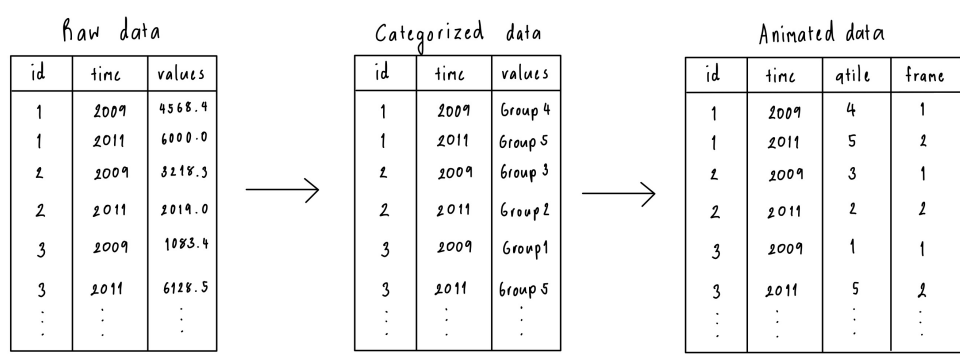 Raw data Categorized data Animated data
id time values id time values id time qtile frame
1 2009 4568.4 1 2009 Group 4 1 2009 4 1
1 2011 6000.0 1 2011 Group 5 1 2011 5 2
2 2009 3218.3 2 2009 Group 3 2 2009 3 1
2 2011 2019.0 2 2011 Group 2 2 2011 2 2
3 2009 1083.4 3 2009 Group1 3 2009 1 1
3 2011 6128.5 3 2011 Group 5 3 2011 5 2